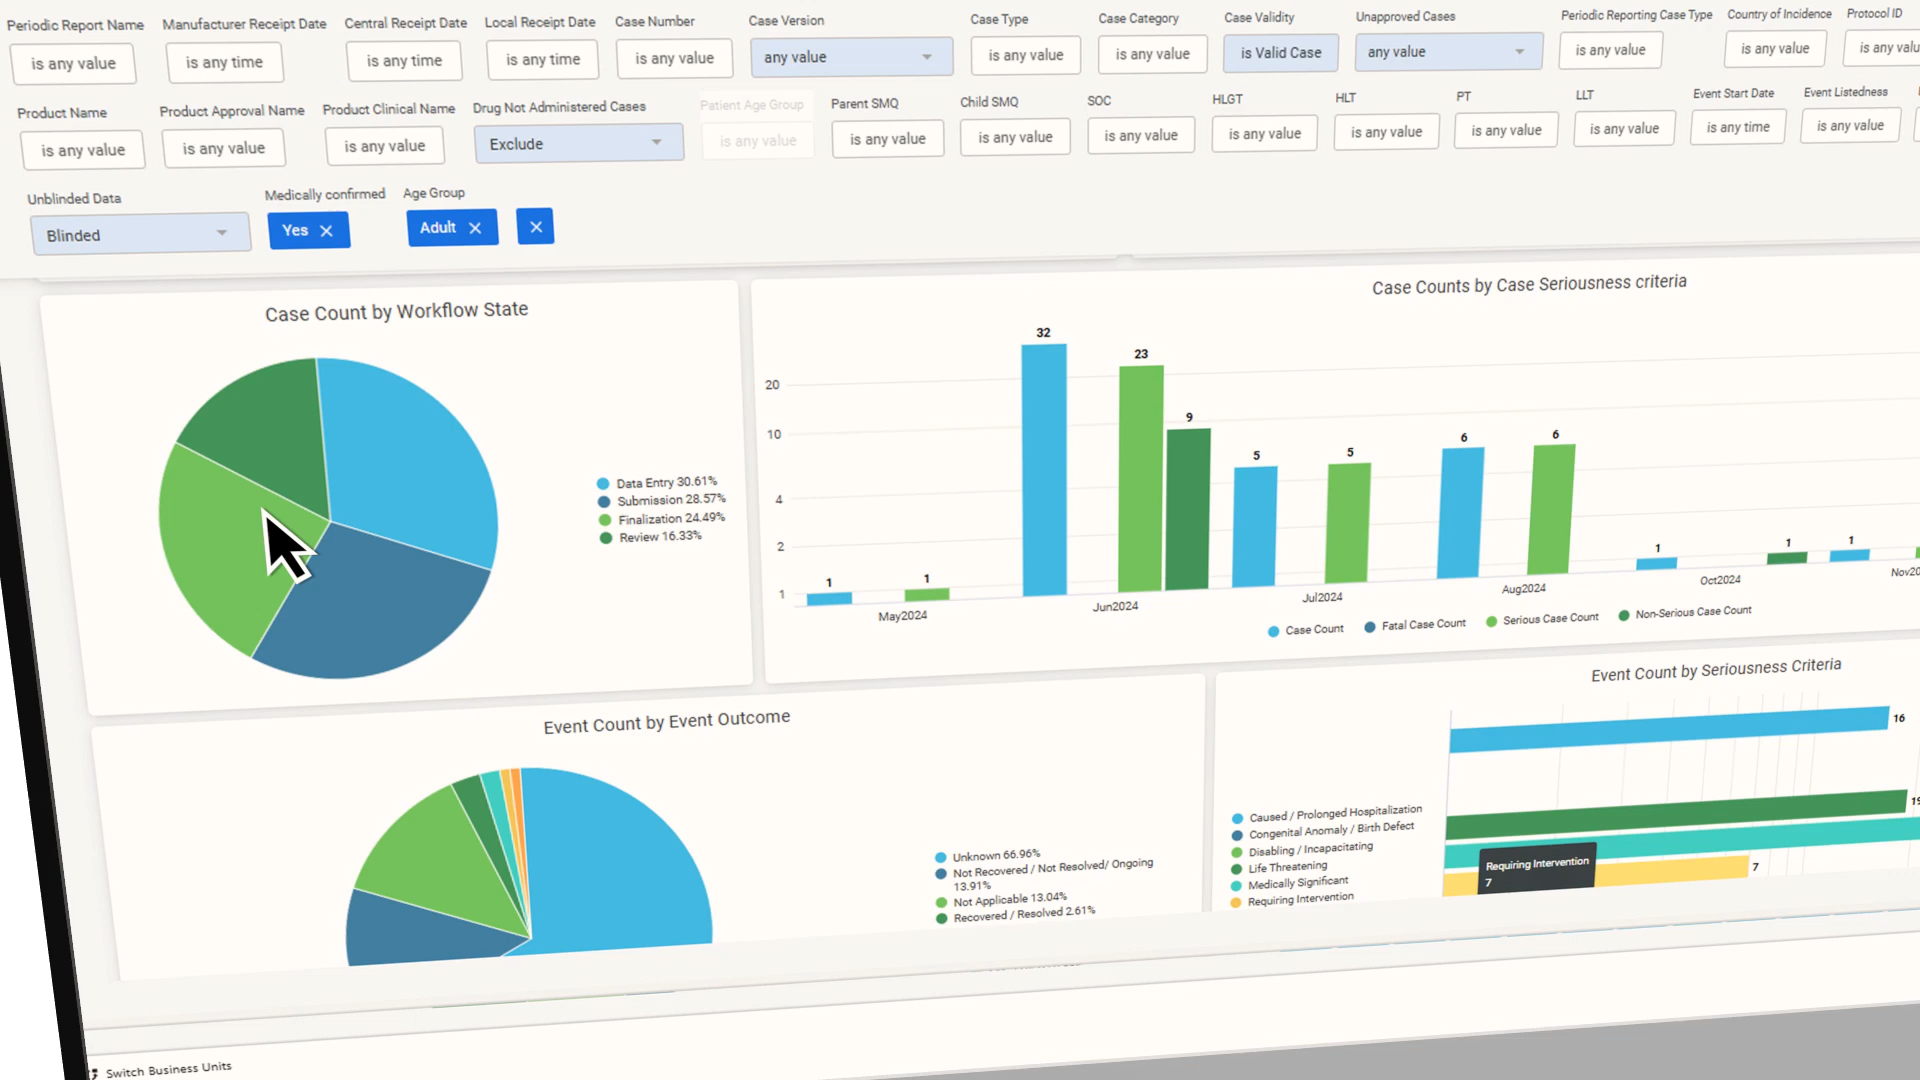 Periodic Report Name Manufacturer Receipt Date Central Receipt Date Local Receipt Date Case Number Case Version Case Type Case Category Case Validity Unapproved Cases Periodic Reporting Case Type Country of Incidence Protocol ID
is any value is any time is any time is any time is any value any value is any value is any value is Valid Case any value is any value is any value is any
Product Name Product Approval Name Product Clinical Name Drug Not Administered Cases Patient Age Group Parent SMQ Child SMQ SOC HLGT HLT PT LLT Event Start Date Event Listedness
is any value is any value is any value Exclude is any value is any value is any value is any value is any value is any value is any value is any value is any time is any value
Unblinded Data Medically confirmed Age Group
Blinded Yes Adult
Case Count by Workflow State
Data Entry 30.61%
Submission 28.57%
Finalization 24.49%
Review 16.33%
Case Counts by Case Seriousness criteria
20
10
4
2
1
1 1 32 23 9 5 5 6 6 1 1 1
May2024 Jun2024 Jul2024 Aug2024 Oct2024
Case Count Fatal Case Count Serious Case Count Non-Serious Case Count
Event Count by Event Outcome
Unknown 66.96%
Not Recovered / Not Resolved/ Ongoing
13.91%
Not Applicable 13.04%
Recovered / Resolved 2.61%
Event Count by Seriousness Criteria
Caused / Prolonged Hospitalization
Congenital Anomaly / Birth Defect
Disabling / Incapacitating
Life Threatening
Medically Significant
Requiring Intervention
16
19
7
Requiring Intervention
7
Switch Business Units